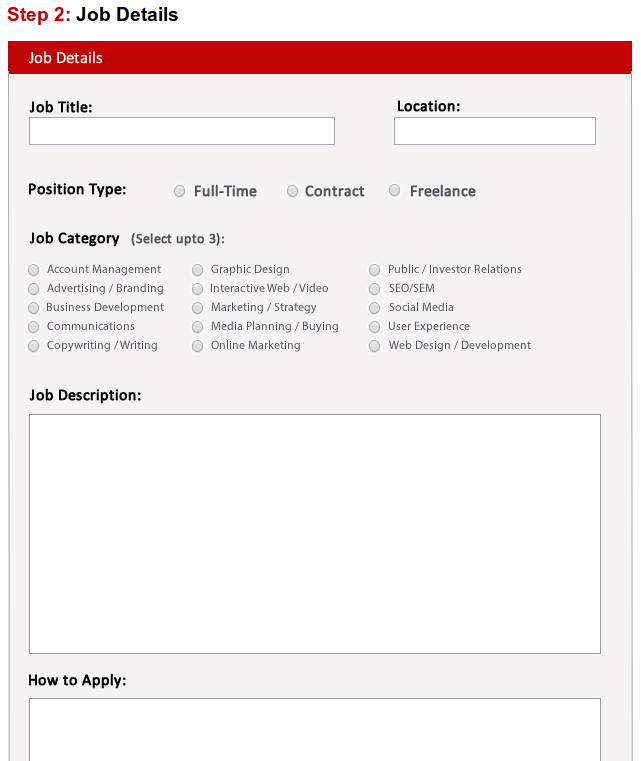 Step 2: Job Details
Job Details
Job Title: Location:
Position Type: Full-Time Contract Freelance
Job Category (Select upto 3):
Account Management Graphic Design Public / Investor Relations
Advertising / Branding Interactive Web / Video SEO/SEM
Business Development Marketing / Strategy Social Media
Communications Media Planning / Buying User Experience
Copywriting / Writing Online Marketing Web Design / Development
Job Description:
How to Apply: